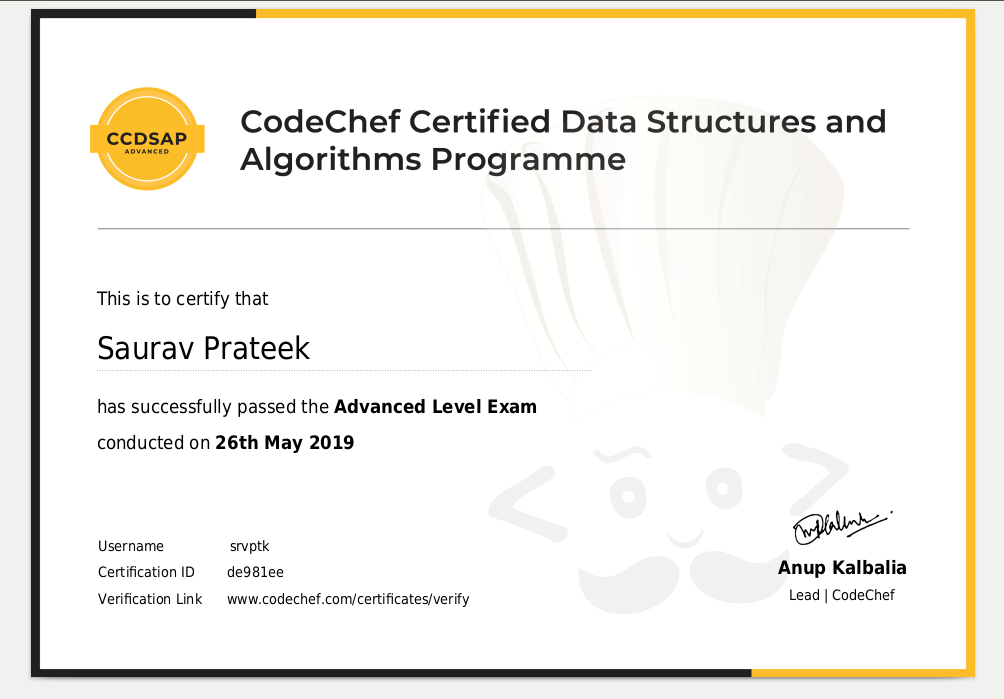 CCDSAP
ADVANCED
CodeChef Certified Data Structures and
Algorithms Programme
This is to certify that
Saurav Prateek
has successfully passed the Advanced Level Exam
conducted on 26th May 2019
Username srvptk
Certification ID de981ee
Verification Link www.codechef.com/certificates/verify
Anup Kalbalia
Lead | CodeChef